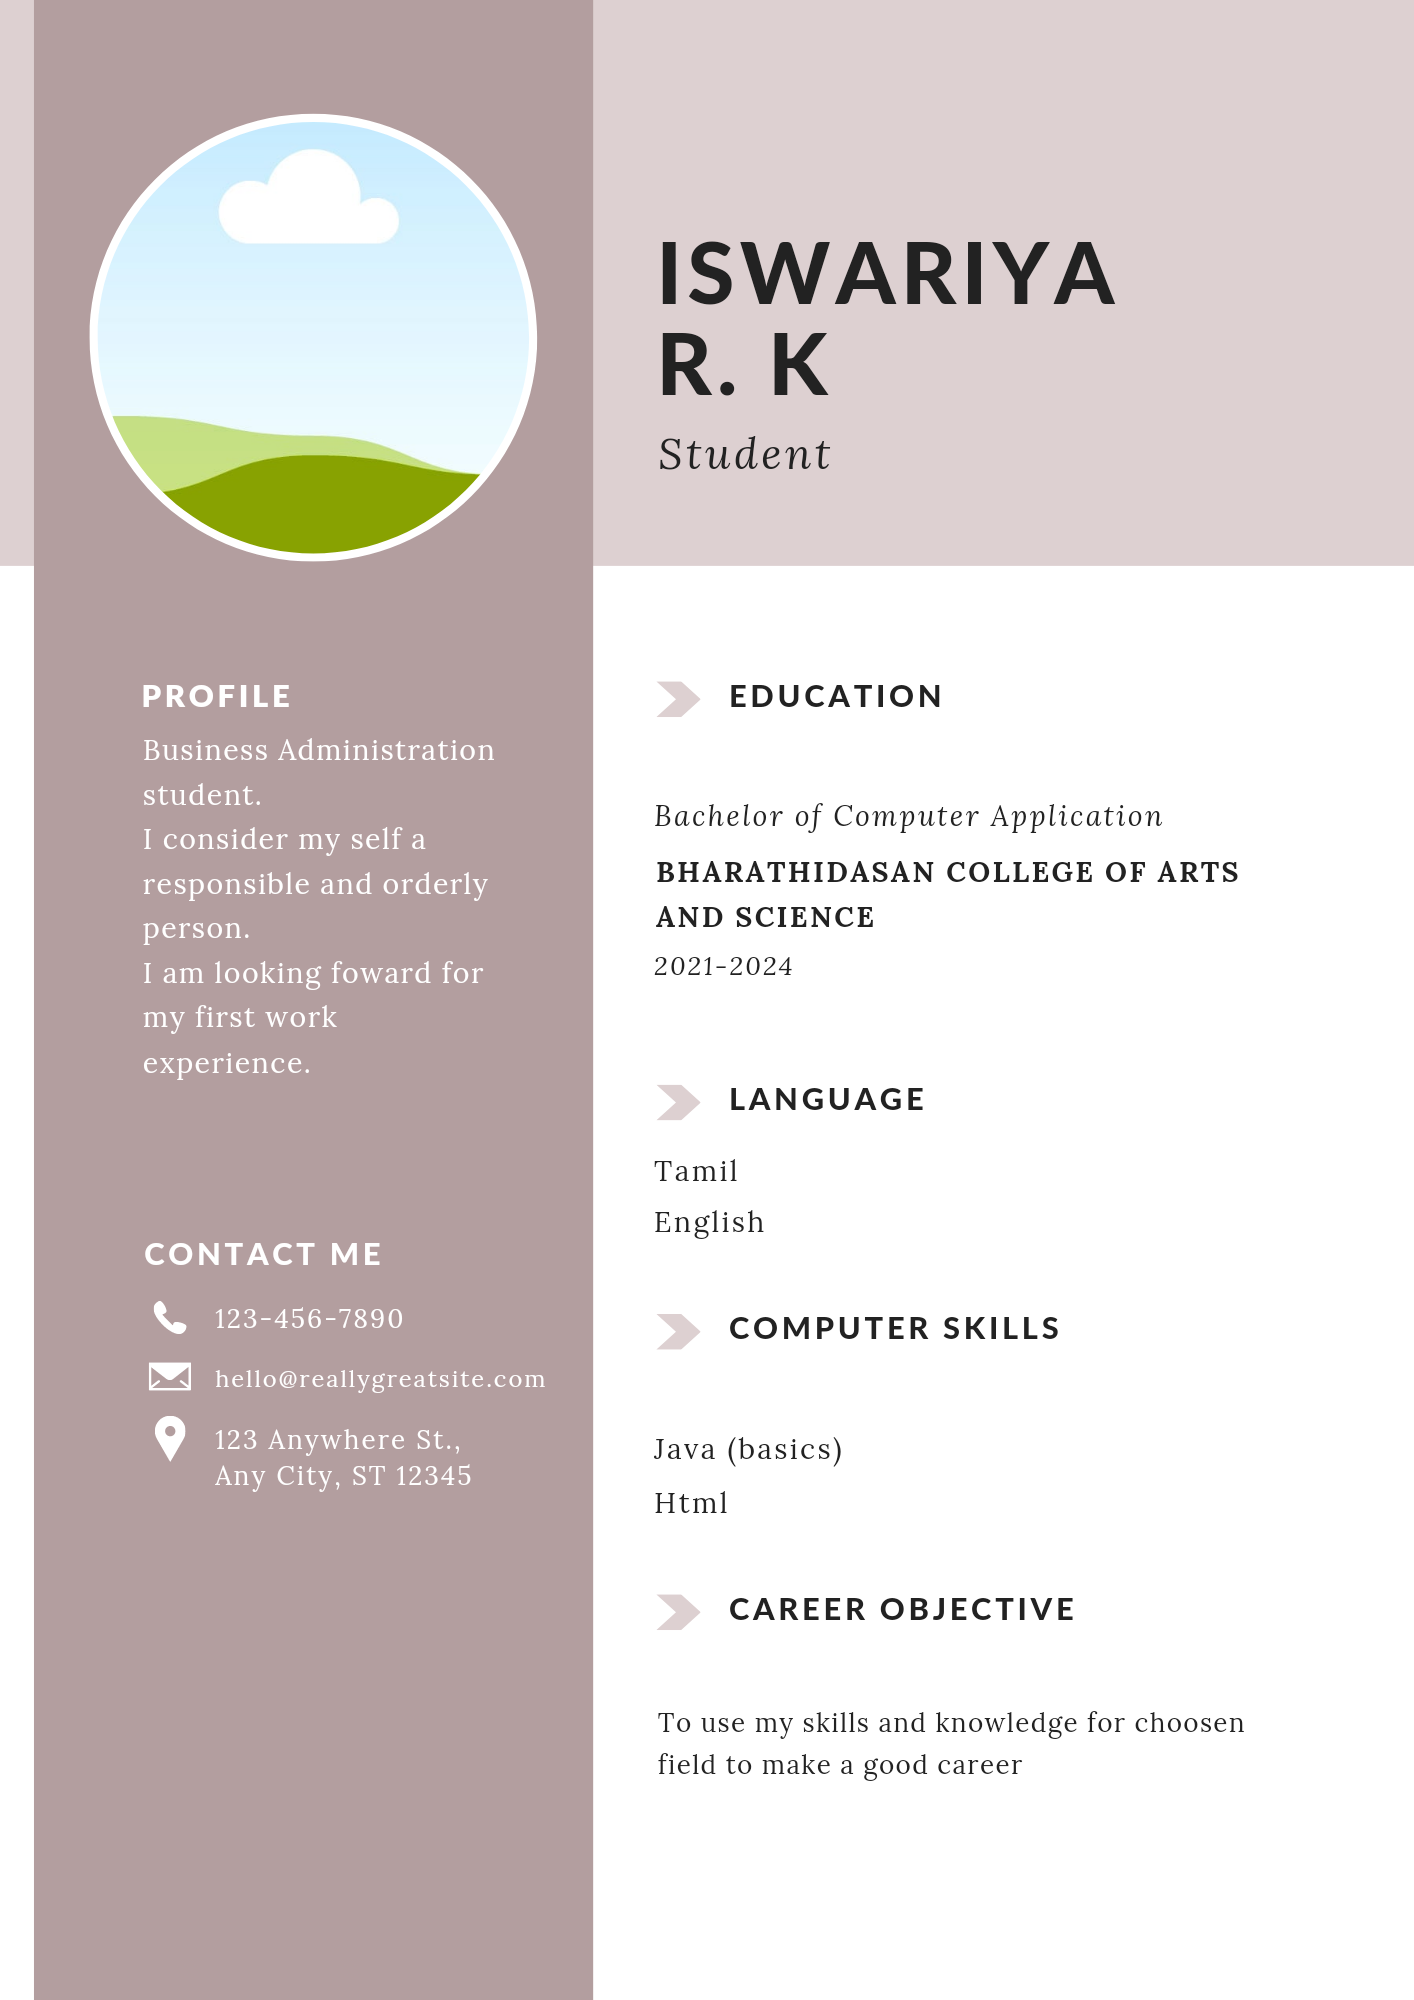 ISWARIYA
R. K
Student
PROFILE
Business Administration
student.
I consider my self a
responsible and orderly
person.
I am looking foward for
my first work
experience.
CONTACT ME
123-456-7890
hello@reallygreatsite.com
123 Anywhere St.,
Any City, ST 12345
EDUCATION
Bachelor of Computer Application
BHARATHIDASAN COLLEGE OF ARTS
AND SCIENCE
2021-2024
LANGUAGE
Tamil
English
COMPUTER SKILLS
Java (basics)
Html
CAREER OBJECTIVE
To use my skills and knowledge for choosen
field to make a good career